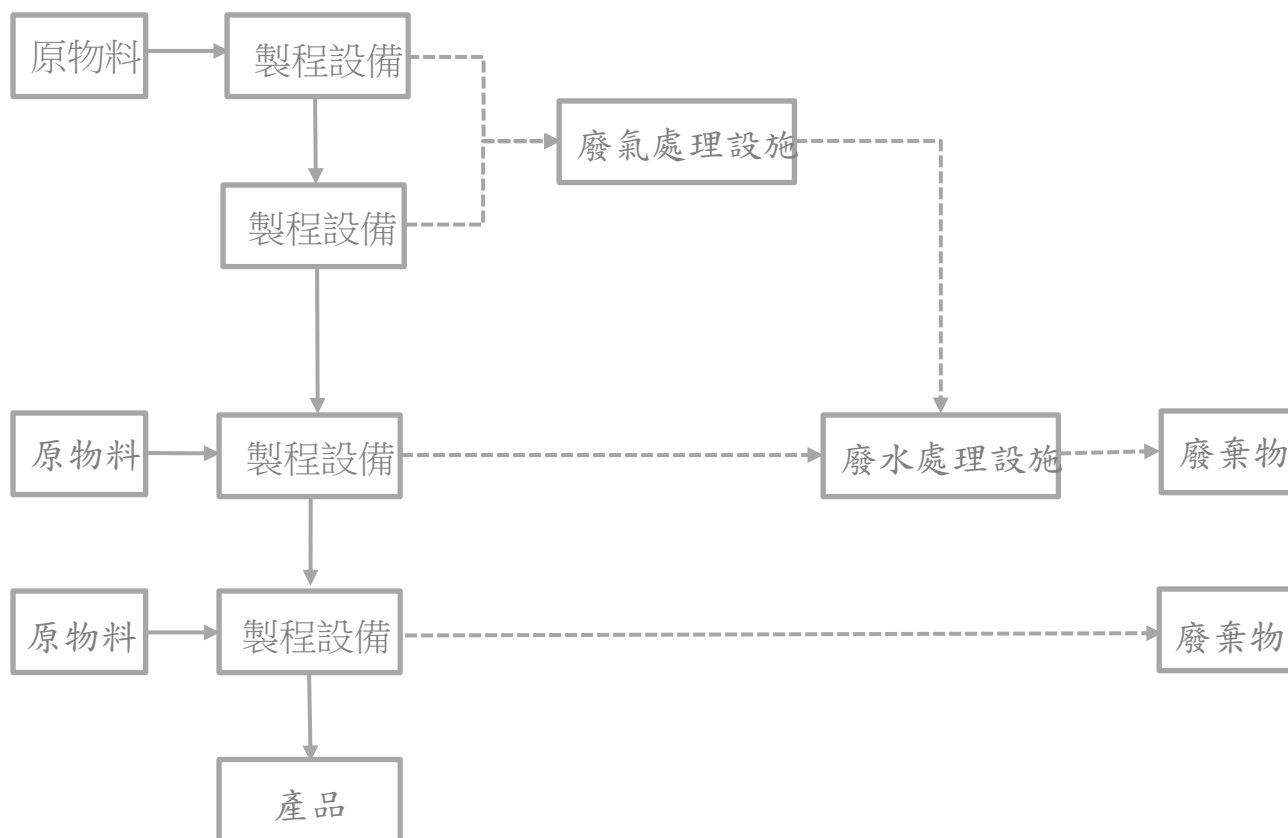 原物料
製程設備
廢氣處理設施
製程設備
原物料
製程設備
廢水處理設施
廢棄物
原物料
製程設備
廢棄物
產品